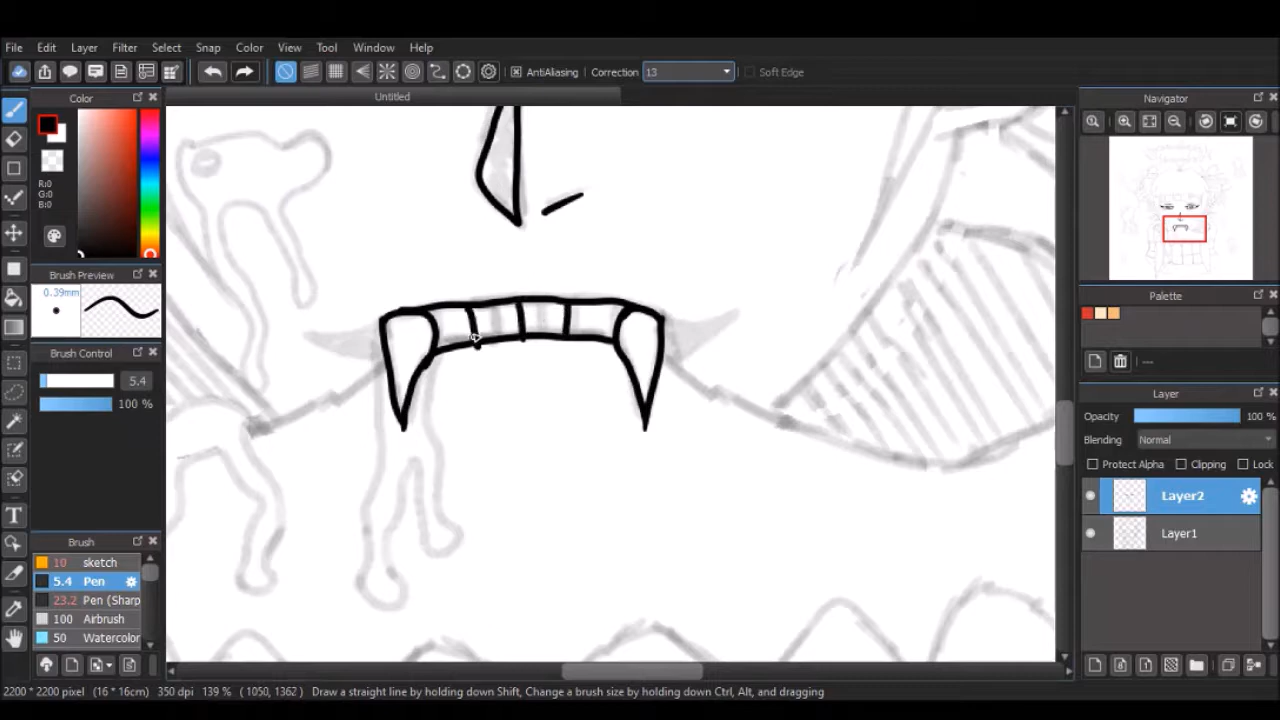 File Edit Layer Filter Select Snap Color View Tool Window Help
AntiAliasing Correction 13 Soft Edge
Color
Untitled
Navigator
R:0
G:0
B:0
Brush Preview
0.39mm
Palette
Brush Control
5.4
100 %
---
Layer
Opacity 100 %
Blending Normal
Protect Alpha Clipping Lock
Layer2
Layer1
Brush
10 sketch
5.4 Pen
23.2 Pen (Sharp
100 Airbrush
50 Watercolor
2200 * 2200 pixel (16 * 16cm) 350 dpi 139 % ( 1050, 1362 ) Draw a straight line by holding down Shift, Change a brush size by holding down Ctrl, Alt, and dragging